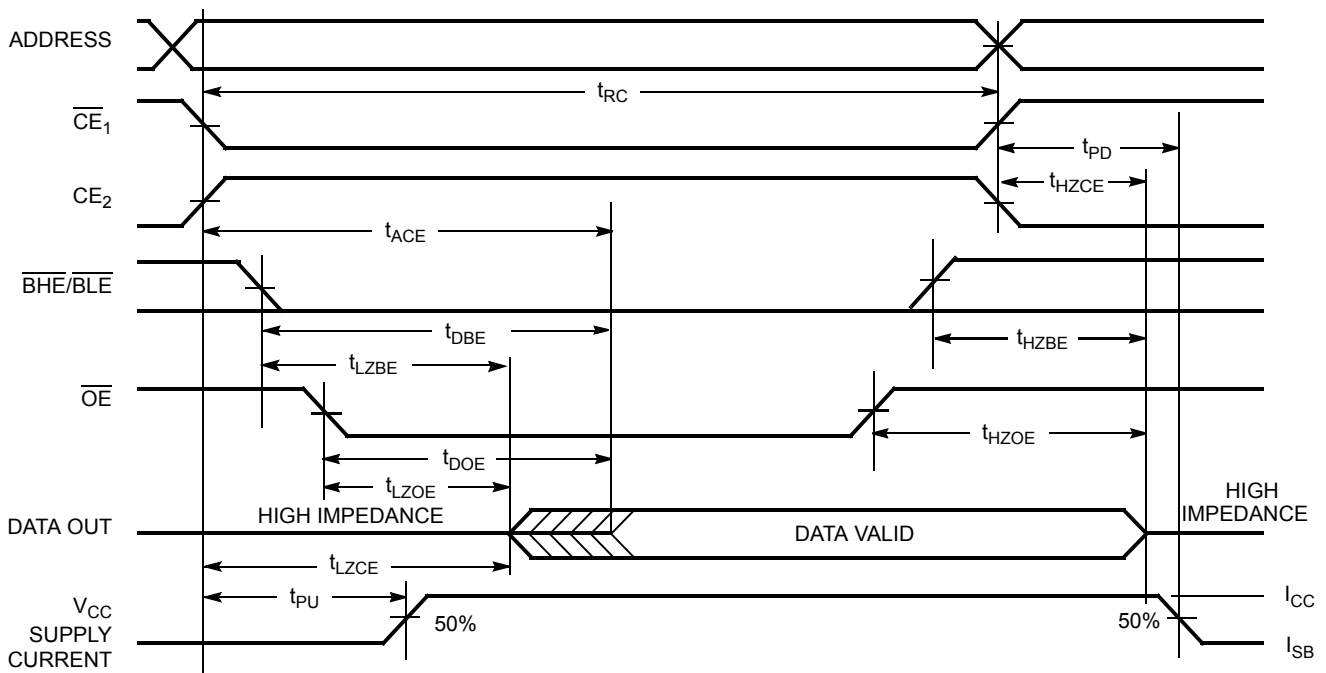 ADDRESS
tRC
CE1
tPD
tHZCE
CE2
tACE
BHE/BLE
tDBE
tHZBE
tLZBE
OE
tHZOE
tDOE
tLZOE
HIGH IMPEDANCE
HIGH
IMPEDANCE
DATA OUT
DATA VALID
tLZCE
tPU
VCC
SUPPLY
CURRENT
50%
50%
ICC
ISB